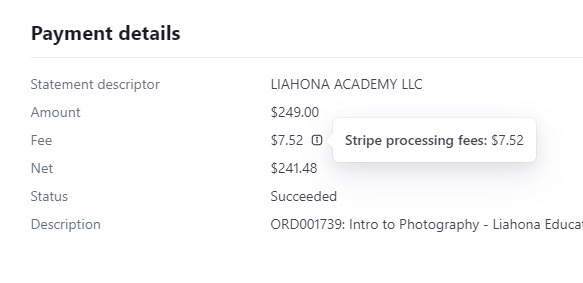 Payment details
Statement descriptor LIAHONA ACADEMY LLC
Amount $249.00
Fee $7.52 Stripe processing fees: $7.52
Net $241.48
Status Succeeded
Description ORD001739: Intro to Photography - Liahona Educat